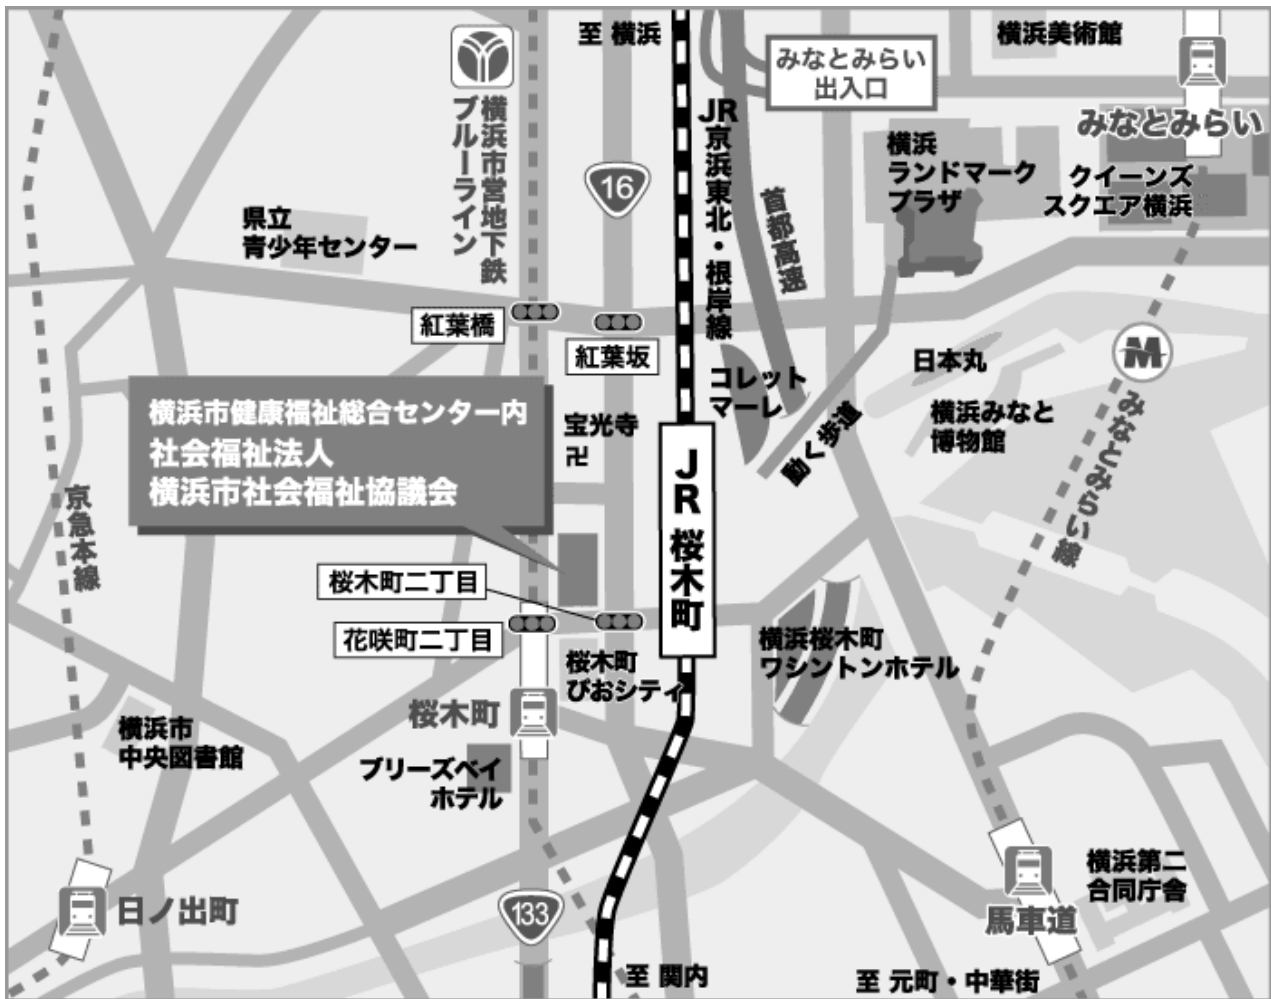 至 横浜
横浜美術館
みなとみらい
出入口
みなとみらい
横浜市営地下鉄
ブルーライン
16
JR京浜東北・根岸線
首都高速
横浜
ランドマーク
プラザ
クイーンズ
スクエア横浜
県立
青少年センター
紅葉橋
紅葉坂
コレット
マーレ
日本丸
横浜みなと
博物館
動く歩道
M
みなとみらい線
横浜市健康福祉総合センター内
社会福祉法人
横浜市社会福祉協議会
宝光寺
卍
JR 桜木町
京急本線
桜木町二丁目
花咲町二丁目
桜木町
ぴおシティ
横浜桜木町
ワシントンホテル
桜木町
横浜市
中央図書館
ブリーズベイ
ホテル
日ノ出町
133
馬車道
横浜第二
合同庁舎
至 関内
至 元町・中華街